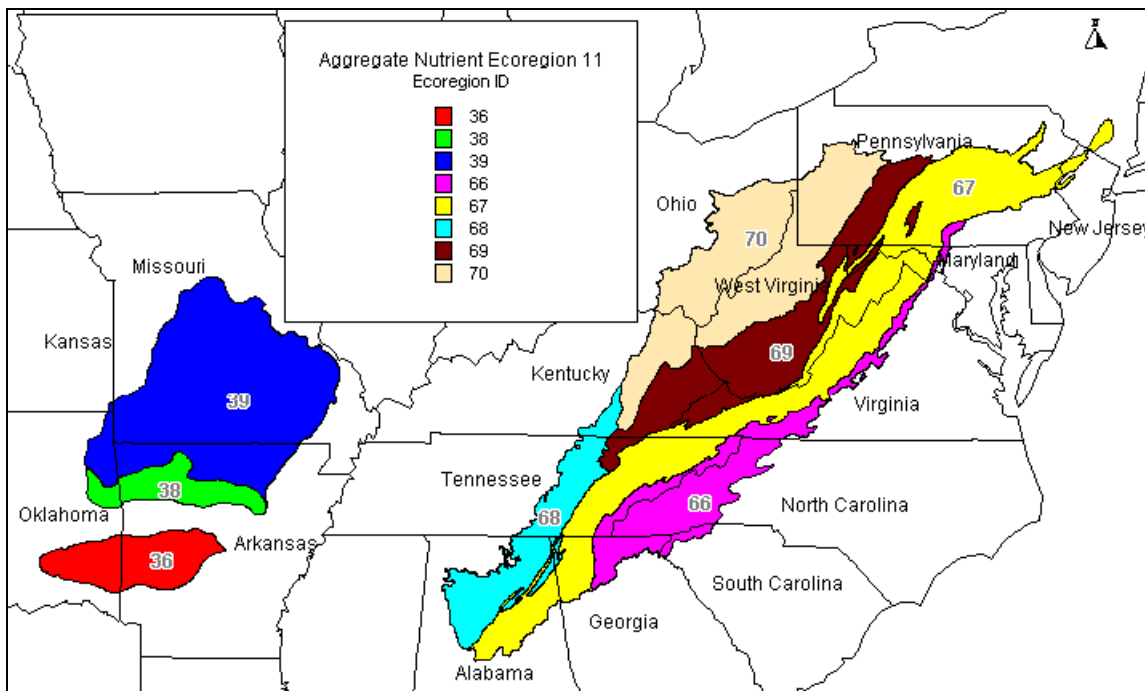 Aggregate Nutrient Ecoregion 11
Ecoregion ID
36
38
39
66
67
68
69
70
Pennsylvania
67
Ohio
New Jersey
70
Maryland
Missouri
West Virginia
Kansas
69
Kentucky
39
Virginia
Tennessee
38
66
North Carolina
Oklahoma
68
Arkansas
36
South Carolina
Georgia
Alabama